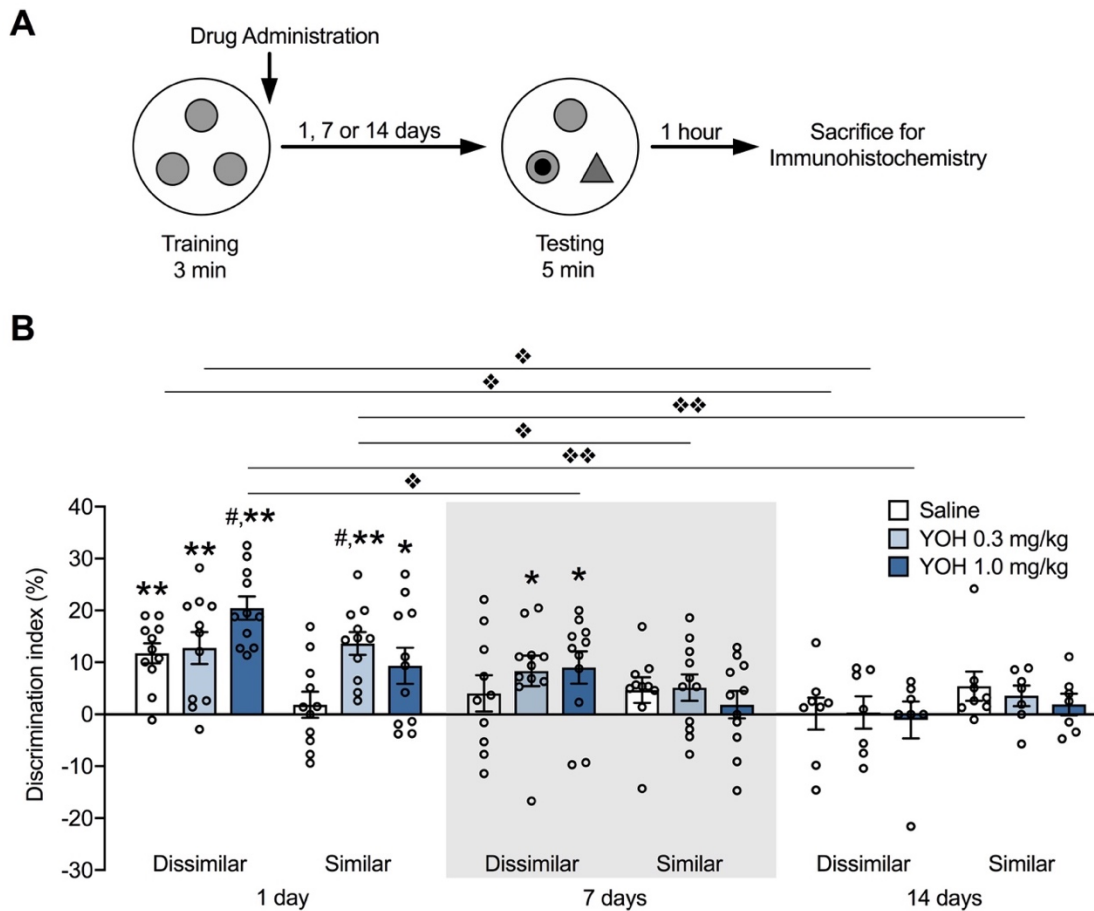 A
Drug Administration
1, 7 or 14 days
1 hour
Sacrifice for
Immunohistochemistry
Training
3 min
Testing
5 min
B
❖
❖
❖❖
❖
❖❖
❖
Discrimination index (%)
40
30
20
10
0
-10
-20
-30
**
**
#,**
#,**
*
*
*
Saline
YOH 0.3 mg/kg
YOH 1.0 mg/kg
Dissimilar Similar Dissimilar Similar Dissimilar Similar
1 day 7 days 14 days